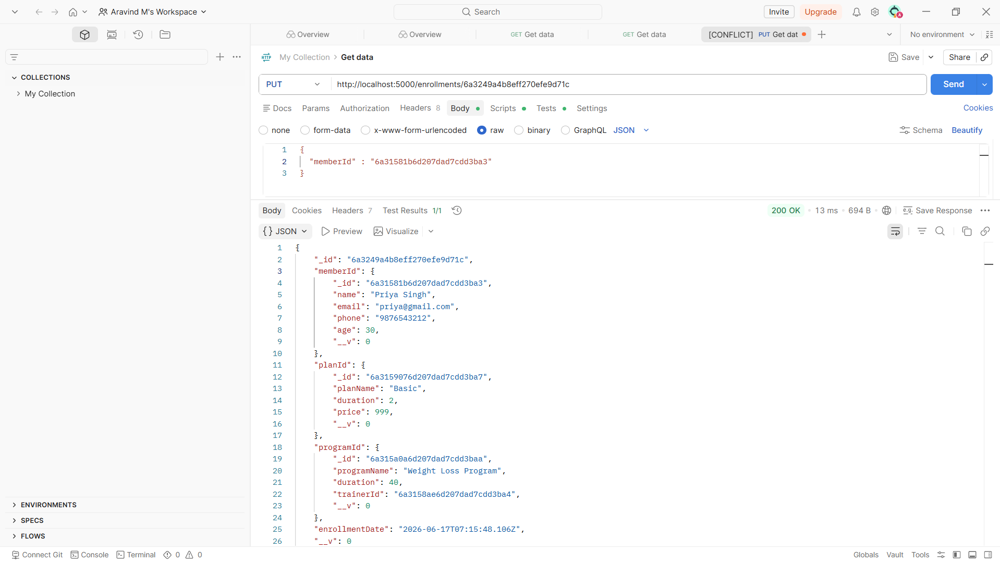 Aravind M's Workspace
Search
Invite
Upgrade
A
Overview
Overview
GET Get data
GET Get data
[CONFLICT] PUT Get dat
No environment
HTTP My Collection > Get data
Save
Share
COLLECTIONS
My Collection
PUT
http://localhost:5000/enrollments/6a3249a4b8eff270efe9d71c
Send
Docs Params Authorization Headers 8 Body Scripts Tests Settings
Cookies
none form-data x-www-form-urlencoded raw binary GraphQL JSON
Schema Beautify
1 {
2 "memberId" : "6a31581b6d207dad7cdd3ba3"
3 }
Body Cookies Headers 7 Test Results 1/1
200 OK • 13 ms • 694 B • e.g. Save Response
{} JSON Preview Visualize
1 {
2 "_id": "6a3249a4b8eff270efe9d71c",
3 "memberId": {
4 "_id": "6a31581b6d207dad7cdd3ba3",
5 "name": "Priya Singh",
6 "email": "priya@gmail.com",
7 "phone": "9876543212",
8 "age": 30,
9 "__v": 0
10 },
11 "planId": {
12 "_id": "6a3159076d207dad7cdd3ba7",
13 "planName": "Basic",
14 "duration": 2,
15 "price": 999,
16 "__v": 0
17 },
18 "programId": {
19 "_id": "6a315a0a6d207dad7cdd3baa",
20 "programName": "Weight Loss Program",
21 "duration": 40,
22 "trainerId": "6a3158ae6d207dad7cdd3ba4",
23 "__v": 0
24 },
25 "enrollmentDate": "2026-06-17T07:15:48.106Z",
26 "__v": 0
ENVIRONMENTS
SPECS
FLOWS
Connect Git Console Terminal 0 0
Globals Vault Tools